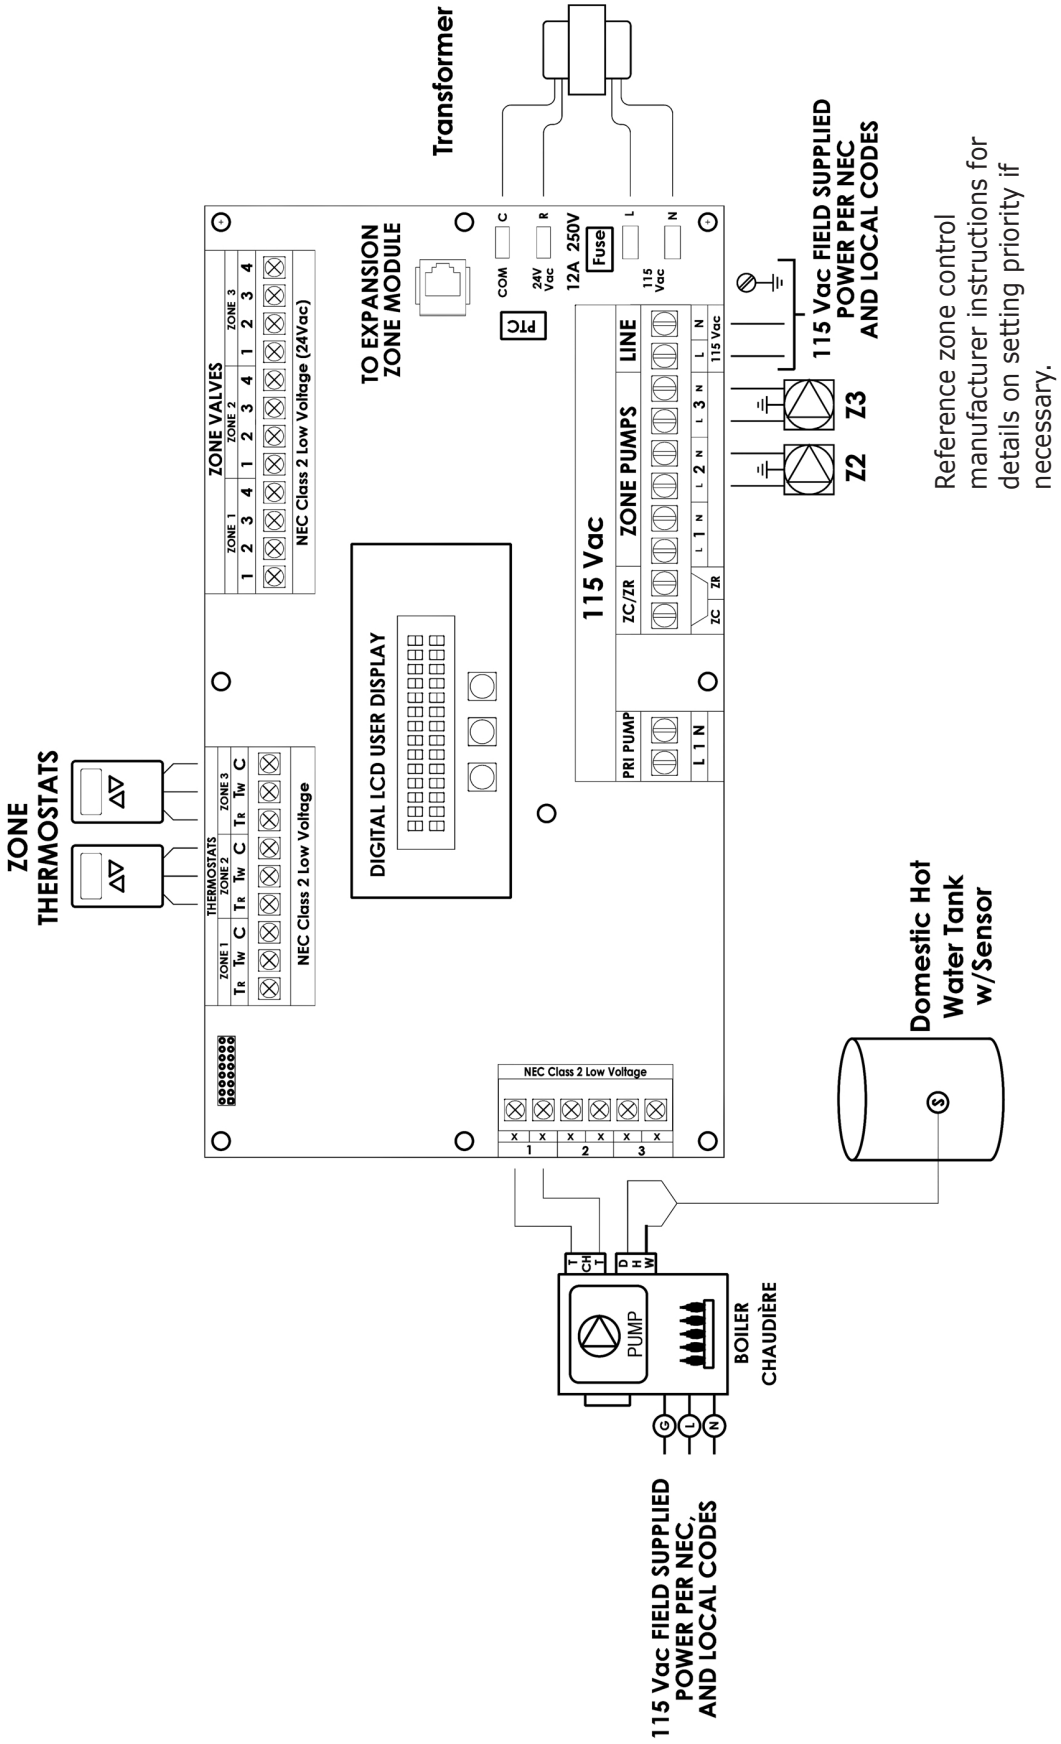 ZONE
THERMOSTATS
Transformer
THERMOSTATS
ZONE 1
ZONE 2
ZONE 3
TR TW C TR TW C TR TW C
NEC Class 2 Low Voltage
ZONE VALVES
ZONE 1
ZONE 2
ZONE 3
1 2 3 4 1 2 3 4 1 2 3 4
NEC Class 2 Low Voltage (24Vac)
TO EXPANSION
ZONE MODULE
DIGITAL LCD USER DISPLAY
PTC
COM
C
24V
Vac
R
12A 250V
Fuse
115
Vac
L
N
NEC Class 2 Low Voltage
X X X X X X
1 2 3
115 Vac
PRI PUMP
L 1 N
ZC/ZR
ZC ZR
ZONE PUMPS
L 1 N L 2 N L 3 N
LINE
L N
115 Vac
Z2
Z3
115 Vac FIELD SUPPLIED
POWER PER NEC
AND LOCAL CODES
T
CH
T
D
H
W
PUMP
BOILER
CHAUDIÈRE
G
L
N
115 Vac FIELD SUPPLIED
POWER PER NEC,
AND LOCAL CODES
S
Domestic Hot
Water Tank
w/Sensor
Reference zone control
manufacturer instructions for
details on setting priority if
necessary.